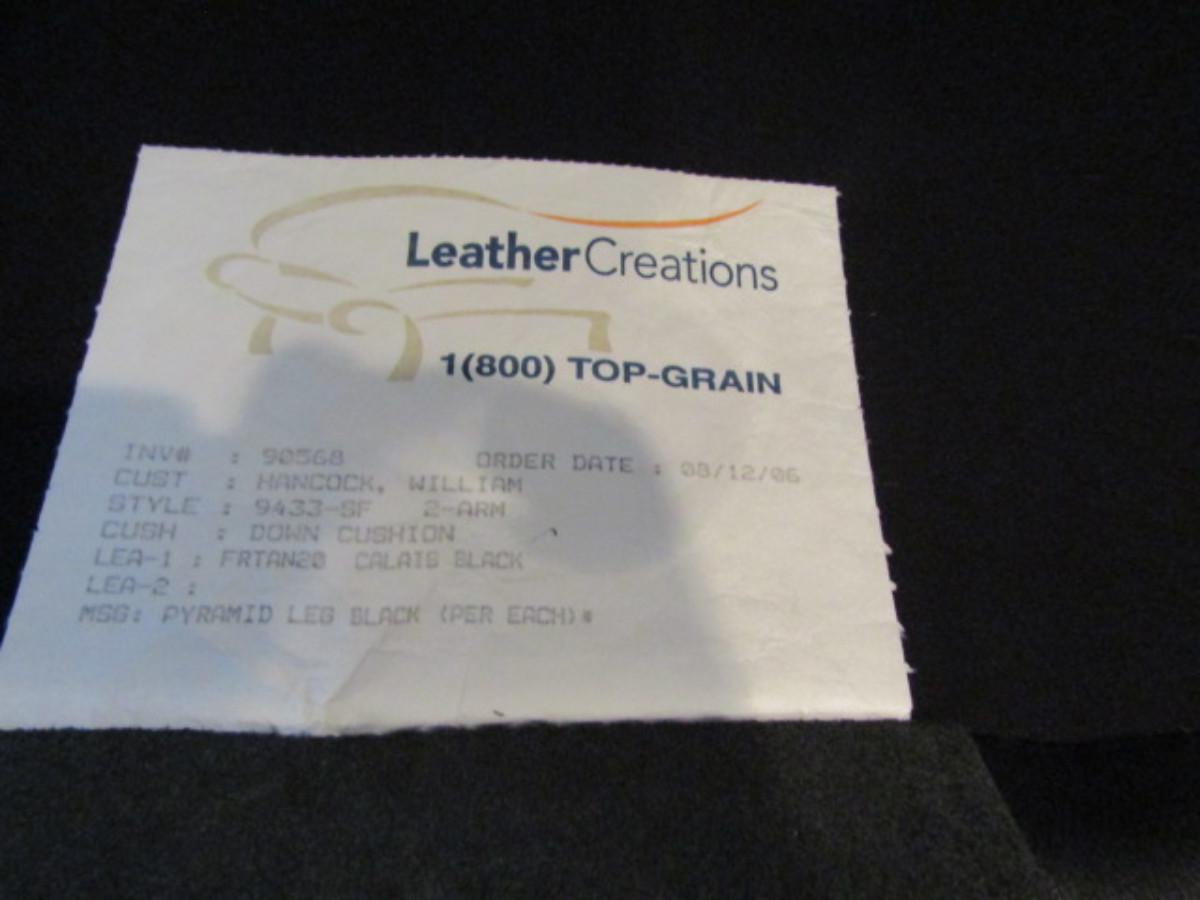 LeatherCreations
1(800) TOP-GRAIN
INV# : 90568 ORDER DATE : 08/12/06
CUST : HANCOCK, WILLIAM
STYLE : 9433-SF 2-ARM
CUSH : DOWN CUSHION
LEA-1 : FRTAN20 CALAIS BLACK
LEA-2 :
MSG: PYRAMID LEG BLACK (PER EACH)*